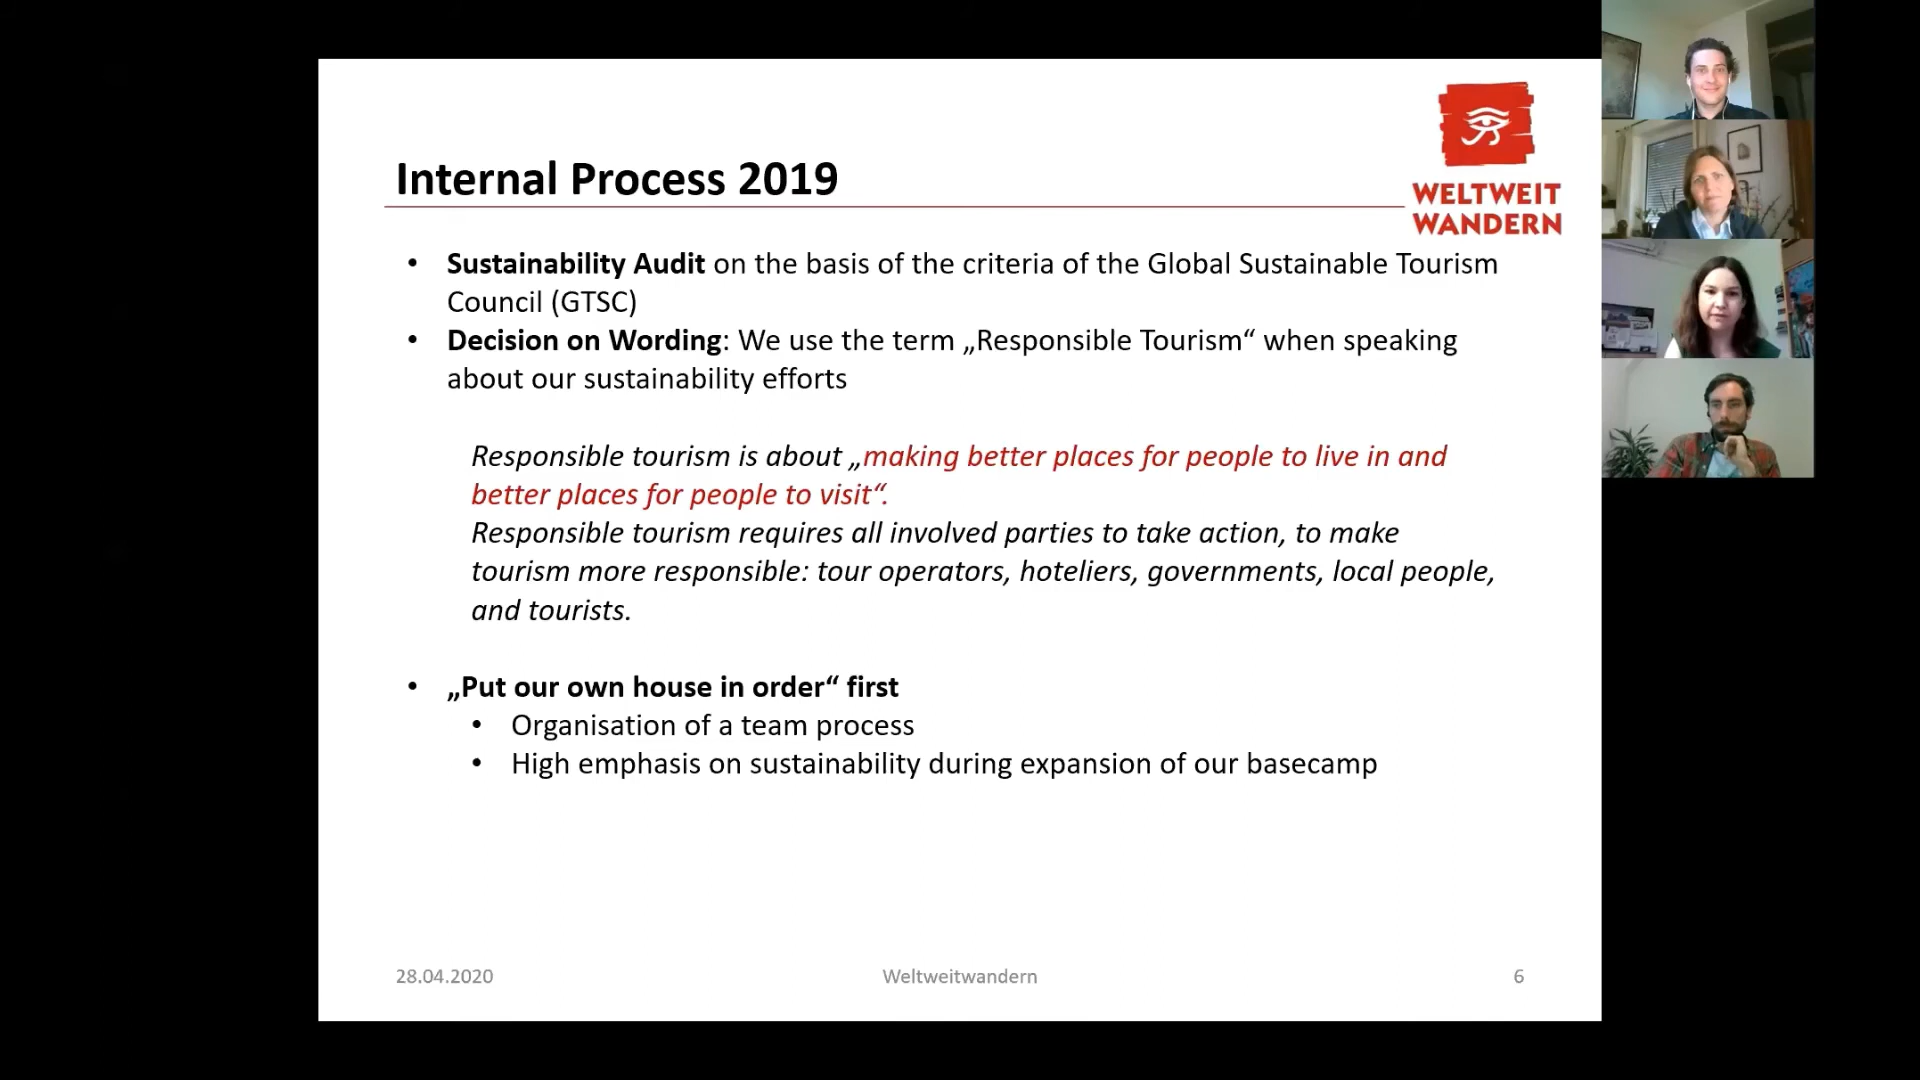 WELTWEIT
WANDERN
Internal Process 2019
• Sustainability Audit on the basis of the criteria of the Global Sustainable Tourism
Council (GTSC)
• Decision on Wording: We use the term „Responsible Tourism“ when speaking
about our sustainability efforts
Responsible tourism is about „making better places for people to live in and
better places for people to visit“.
Responsible tourism requires all involved parties to take action, to make
tourism more responsible: tour operators, hoteliers, governments, local people,
and tourists.
• „Put our own house in order“ first
• Organisation of a team process
• High emphasis on sustainability during expansion of our basecamp
28.04.2020
Weltweitwandern
6